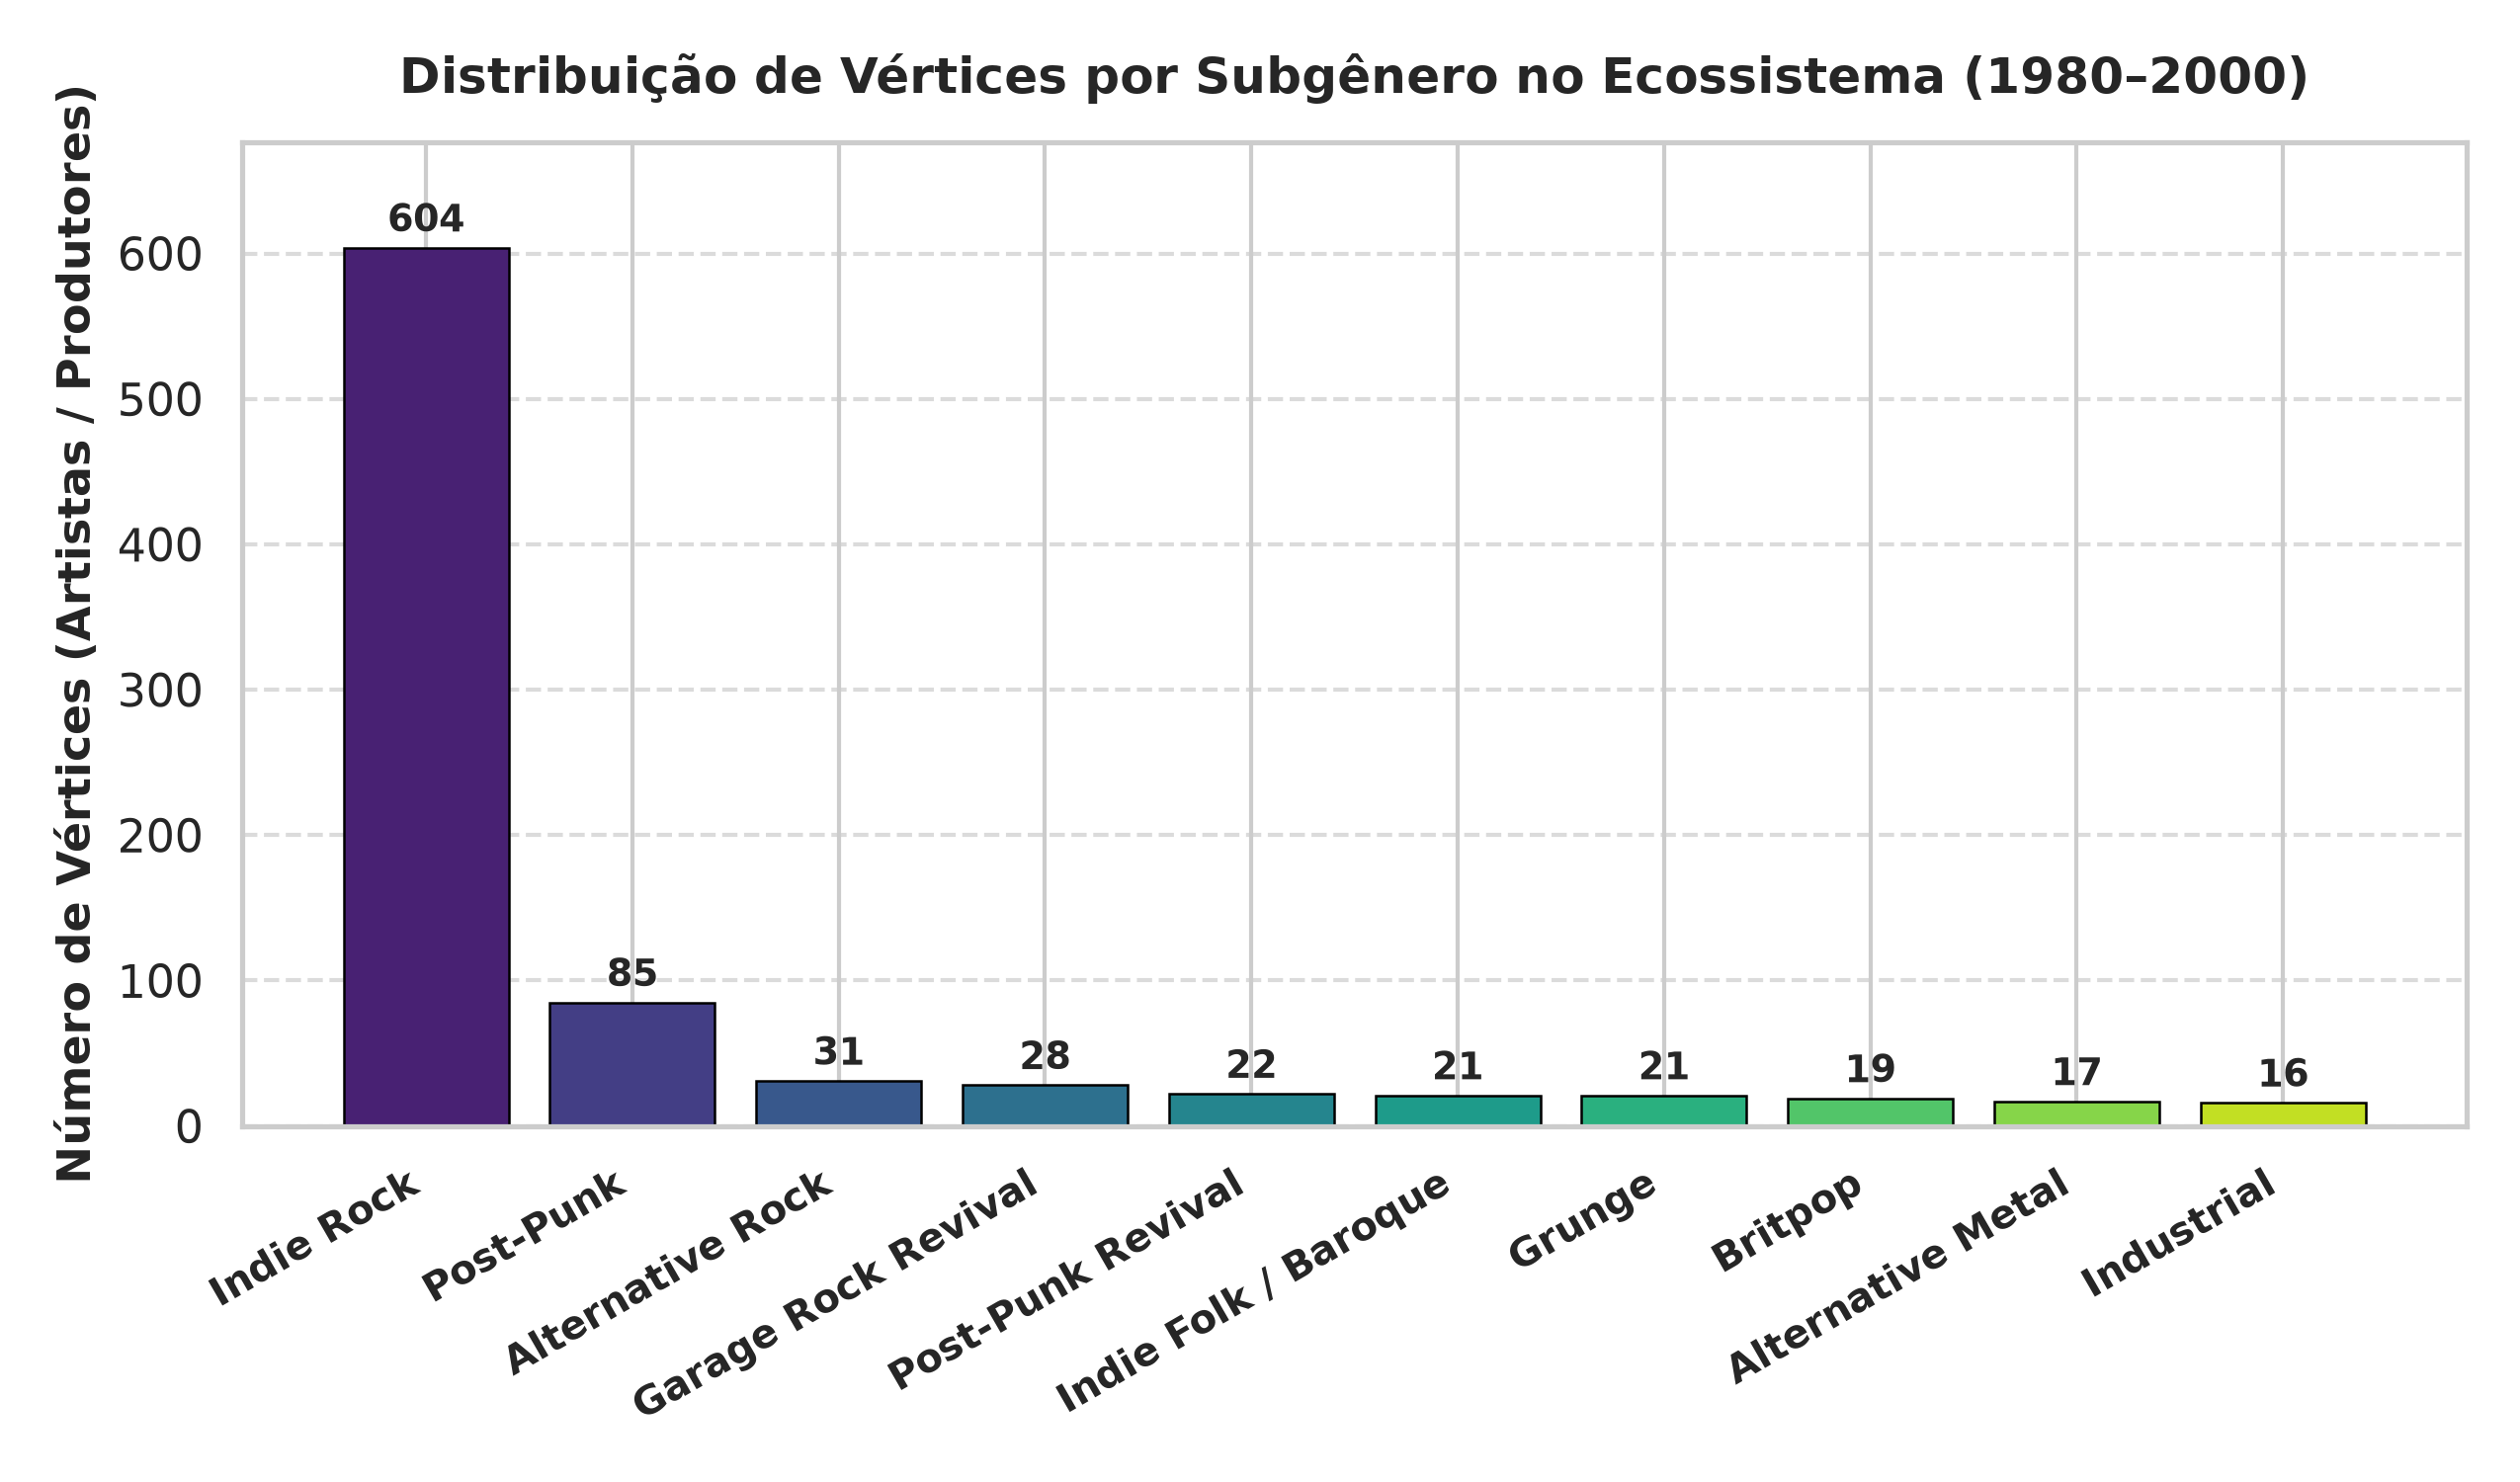 Distribuição de Vértices por Subgênero no Ecossistema (1980–2000)
Número de Vértices (Artistas / Produtores)
600
500
400
300
200
100
0
604
85
31
28
22
21
21
19
17
16
Indie Rock
Post-Punk
Alternative Rock
Garage Rock Revival
Post-Punk Revival
Indie Folk / Baroque
Grunge
Britpop
Alternative Metal
Industrial